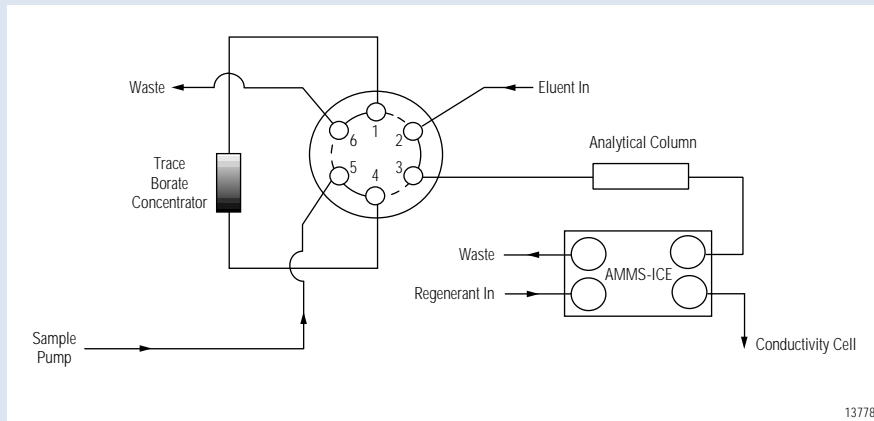 Waste
Eluent In
1
6
2
5
4
3
Analytical Column
Trace
Borate
Concentrator
Waste
AMMS-ICE
Regenerant In
Sample
Pump
Conductivity Cell
13778